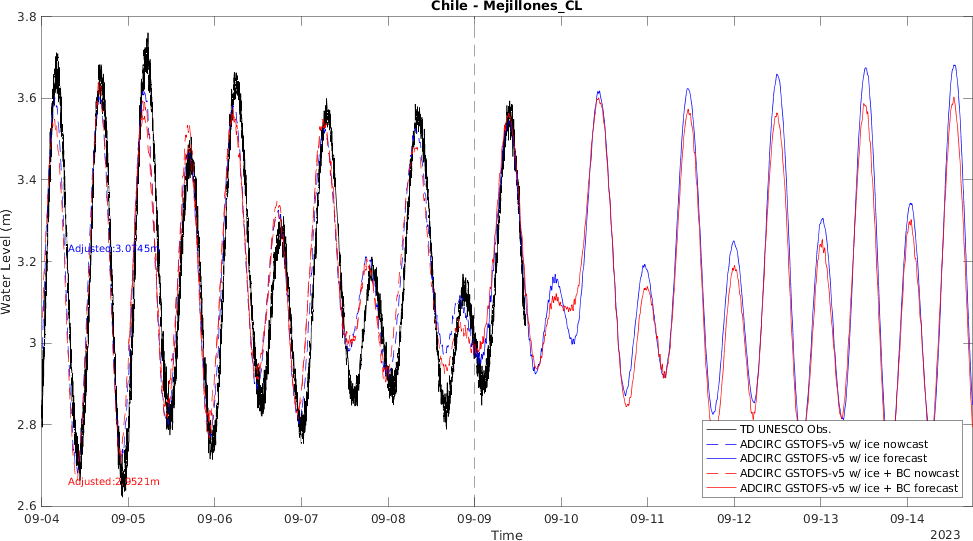 Chile - Mejillones_CL
3.8
3.6
3.4
3.2
3
2.8
2.6
Water Level (m)
Adjusted:3.0745m
Adjusted:2.9521m
TD UNESCO Obs.
ADCIRC GSTOFS-v5 w/ ice nowcast
ADCIRC GSTOFS-v5 w/ ice forecast
ADCIRC GSTOFS-v5 w/ ice + BC nowcast
ADCIRC GSTOFS-v5 w/ ice + BC forecast
09-04 09-05 09-06 09-07 09-08 09-09 09-10 09-11 09-12 09-13 09-14
Time
2023